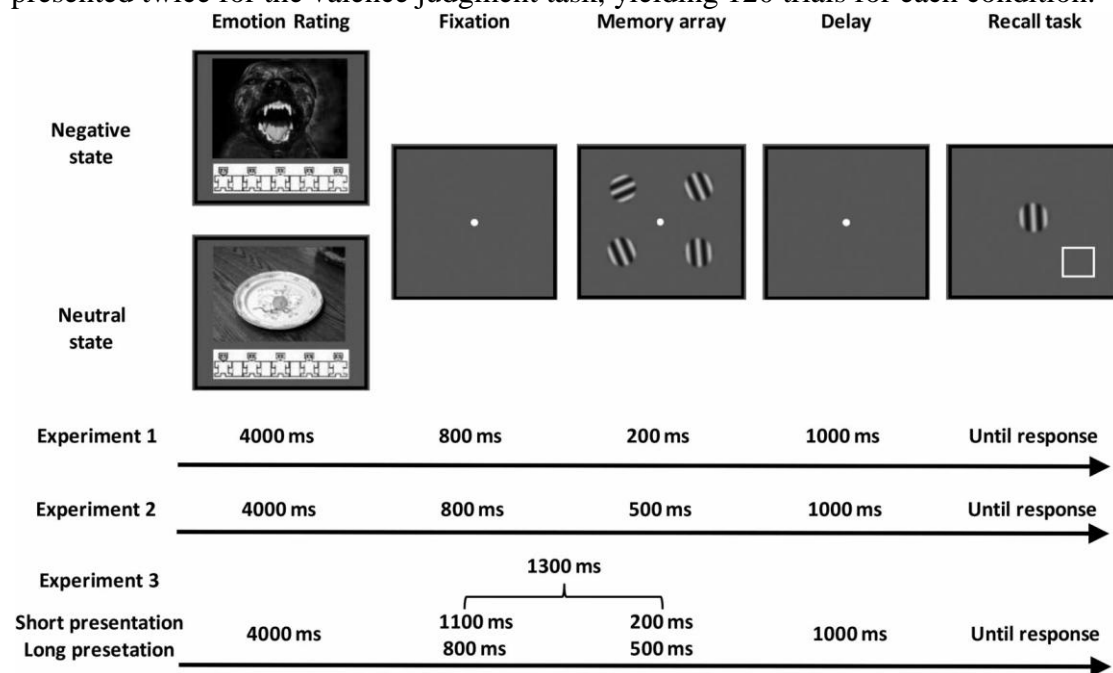 presented twice for the valence judgment task, yielding 120 trials for each condition.
Emotion Rating Fixation Memory array Delay Recall task
Negative
state
Neutral
state
Experiment 1 4000 ms 800 ms 200 ms 1000 ms Until response
Experiment 2 4000 ms 800 ms 500 ms 1000 ms Until response
Experiment 3
1300 ms
Short presentation 1100 ms 200 ms
4000 ms 1000 ms Until response
Long presetation 800 ms 500 ms